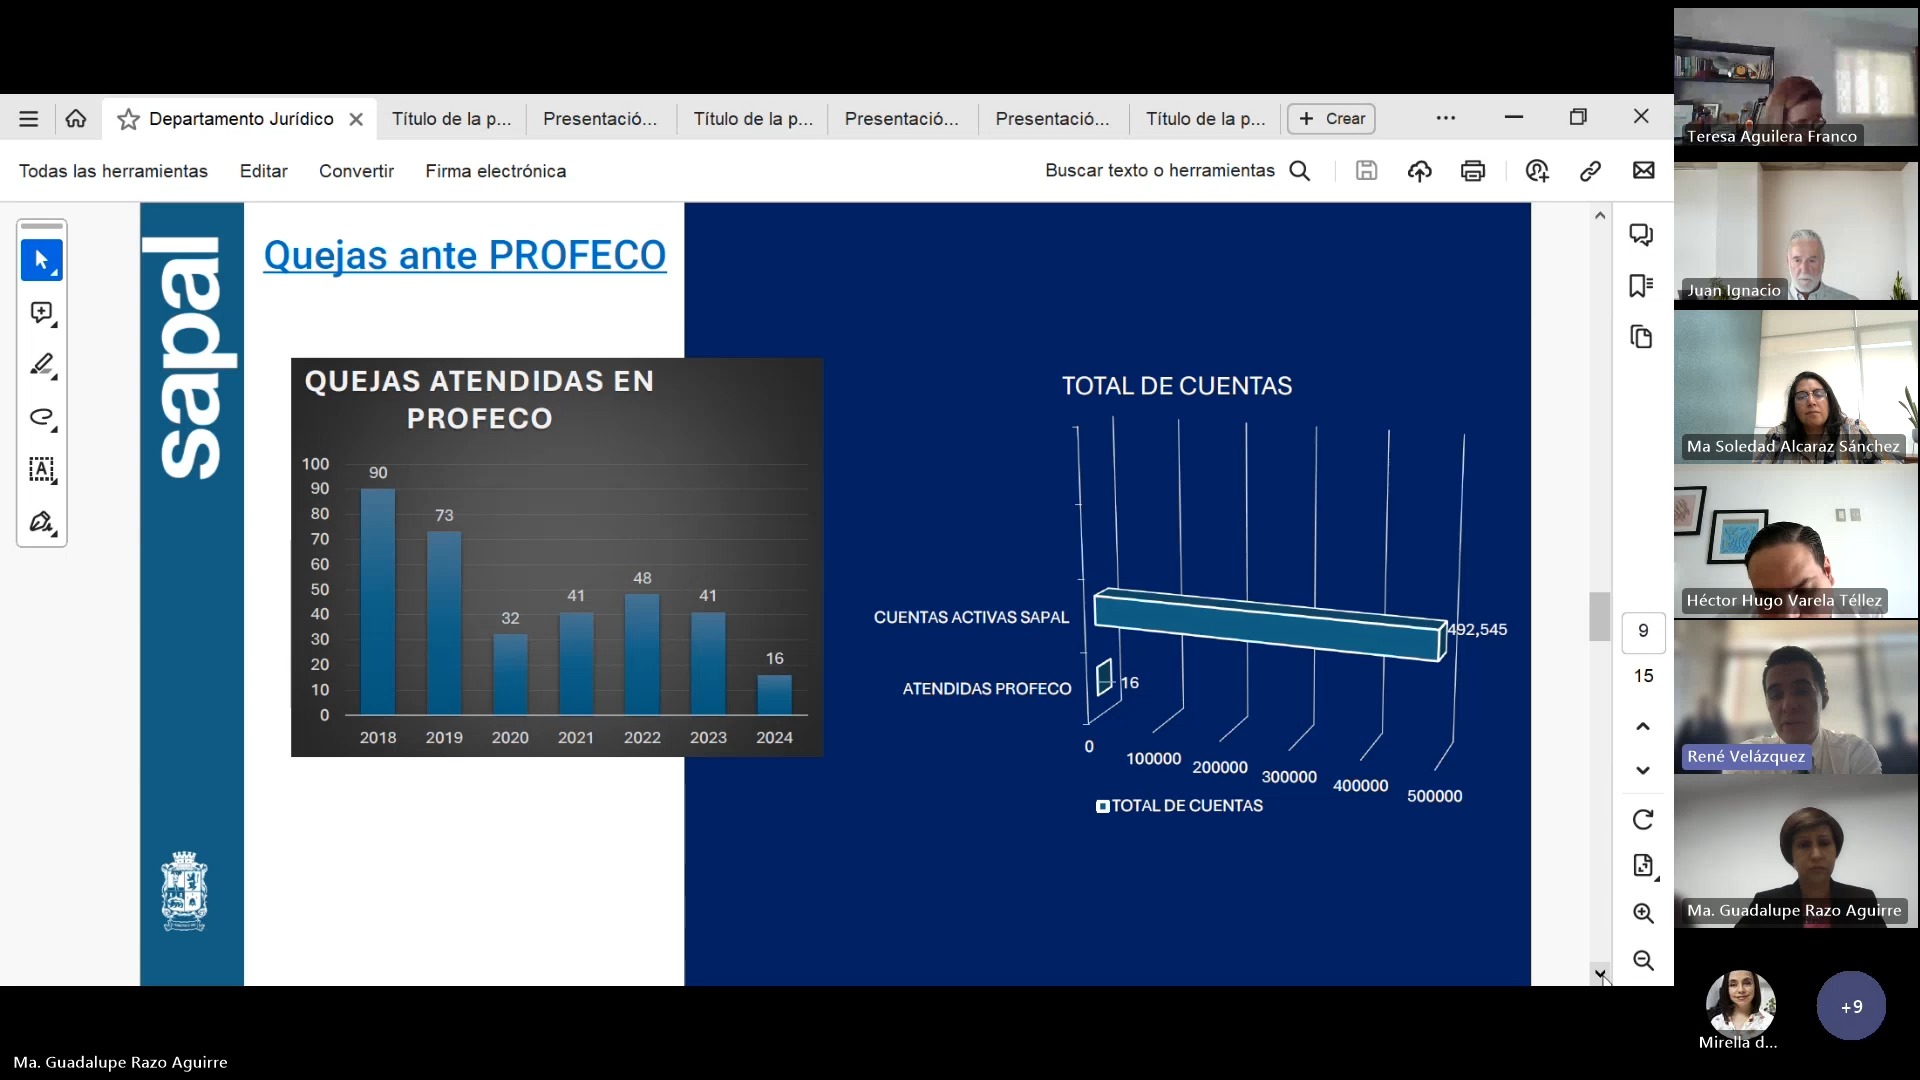 Departamento Jurídico
Título de la p...
Presentació...
Título de la p...
Presentació...
Presentació...
Título de la p...
+ Crear
Todas las herramientas
Editar
Convertir
Firma electrónica
Buscar texto o herramientas
sapal
Quejas ante PROFECO
QUEJAS ATENDIDAS EN
PROFECO
100
90
80
70
60
50
40
30
20
10
0
90
73
32
41
48
41
16
2018
2019
2020
2021
2022
2023
2024
TOTAL DE CUENTAS
CUENTAS ACTIVAS SAPAL
492,545
ATENDIDAS PROFECO
16
0
100000
200000
300000
400000
500000
TOTAL DE CUENTAS
9
15
Teresa Aguilera Franco
Juan Ignacio
Ma Soledad Alcaraz Sánchez
Héctor Hugo Varela Téllez
René Velázquez
Ma. Guadalupe Razo Aguirre
Mirella d...
+9
Ma. Guadalupe Razo Aguirre